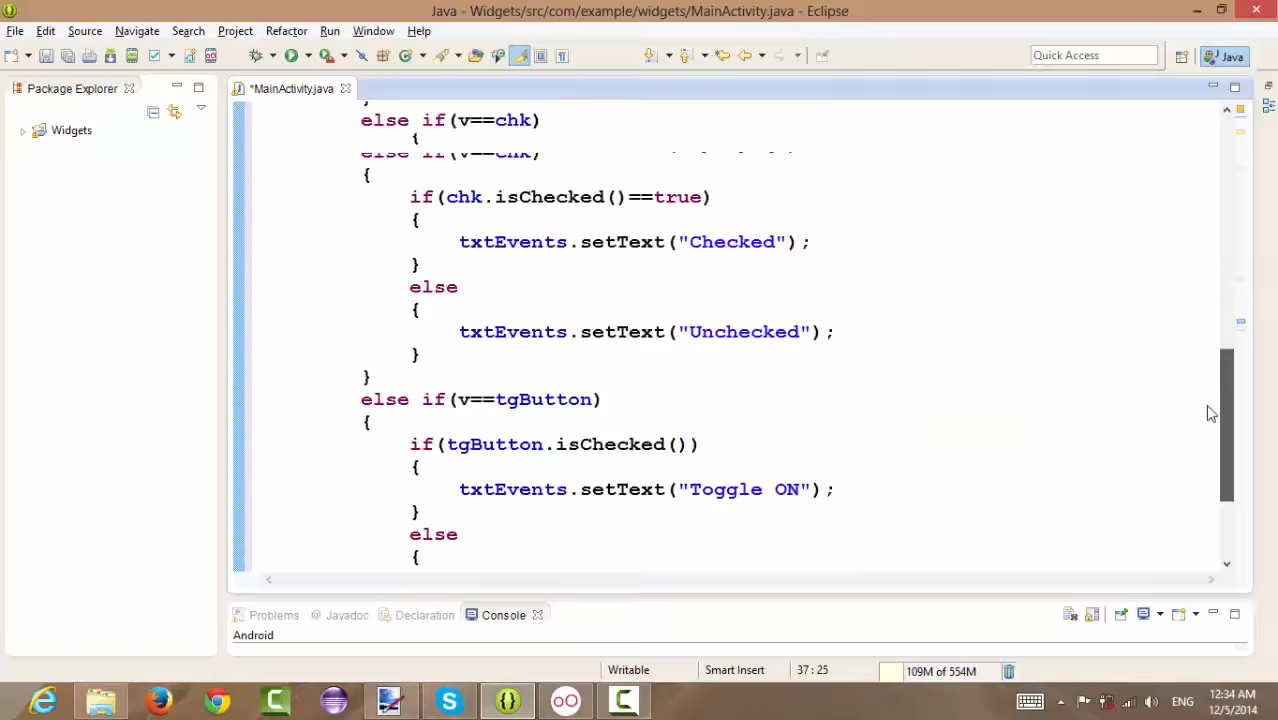 Java - Widgets/src/com/example/widgets/MainActivity.java - Eclipse
File Edit Source Navigate Search Project Refactor Run Window Help
Quick Access
Java
Package Explorer
*MainActivity.java
Widgets
}
else if(v==chk)
{
else if(v==chk)
{
if(chk.isChecked()==true)
{
txtEvents.setText("Checked");
}
else
{
txtEvents.setText("Unchecked");
}
}
else if(v==tgButton)
{
if(tgButton.isChecked())
{
txtEvents.setText("Toggle ON");
}
else
{
Problems @ Javadoc Declaration Console
Android
Writable Smart Insert 37 : 25 109M of 554M
ENG
12:34 AM
12/5/2014